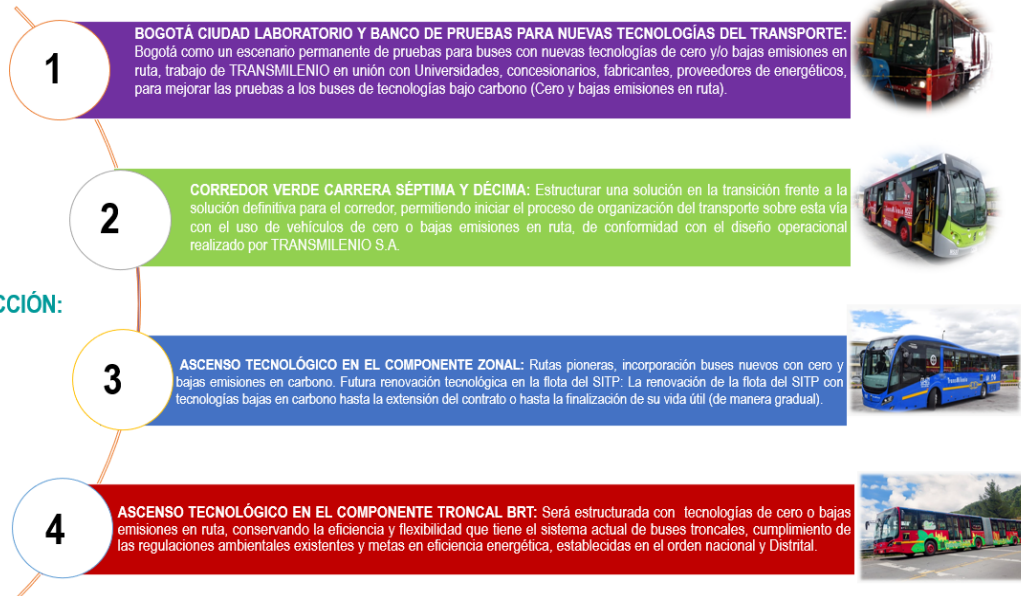 1
BOGOTÁ CIUDAD LABORATORIO Y BANCO DE PRUEBAS PARA NUEVAS TECNOLOGÍAS DEL TRANSPORTE:
Bogotá como un escenario permanente de pruebas para buses con nuevas tecnologías de cero y/o bajas emisiones en
ruta, trabajo de TRANSMILENIO en unión con Universidades, concesionarios, fabricantes, proveedores de energéticos,
para mejorar las pruebas a los buses de tecnologías bajo carbono (Cero y bajas emisiones en ruta).
2
CORREDOR VERDE CARRERA SÉPTIMA Y DÉCIMA: Estructurar una solución en la transición frente a la
solución definitiva para el corredor, permitiendo iniciar el proceso de organización del transporte sobre esta vía
con el uso de vehículos de cero o bajas emisiones en ruta, de conformidad con el diseño operacional
realizado por TRANSMILENIO S.A.
CCIÓN:
3
ASCENSO TECNOLÓGICO EN EL COMPONENTE ZONAL: Rutas pioneras, incorporación buses nuevos con cero y
bajas emisiones en carbono. Futura renovación tecnológica en la flota del SITP: La renovación de la flota del SITP con
tecnologías bajas en carbono hasta la extensión del contrato o hasta la finalización de su vida útil (de manera gradual).
4
ASCENSO TECNOLÓGICO EN EL COMPONENTE TRONCAL BRT: Será estructurada con tecnologías de cero o bajas
emisiones en ruta, conservando la eficiencia y flexibilidad que tiene el sistema actual de buses troncales, cumplimiento de
las regulaciones ambientales existentes y metas en eficiencia energética, establecidas en el orden nacional y Distrital.